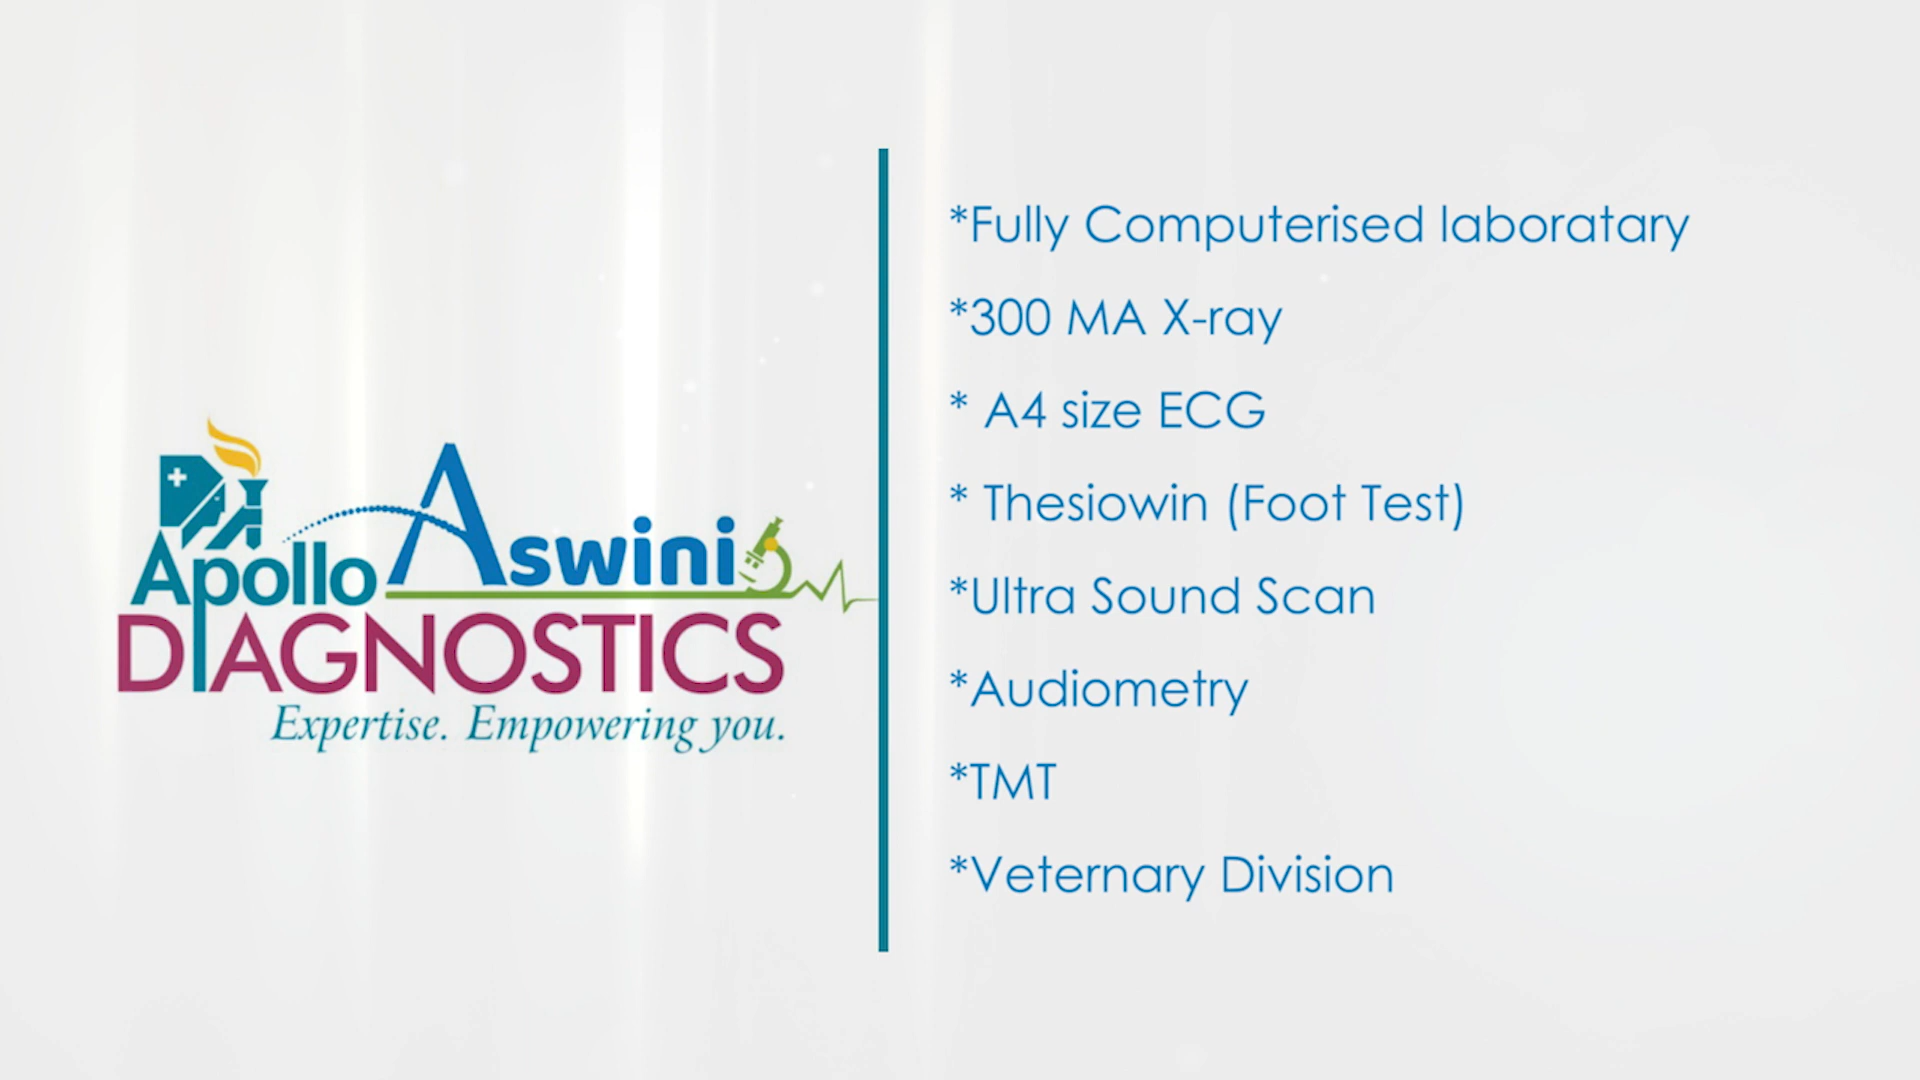 Apollo Aswini
DIAGNOSTICS
Expertise. Empowering you.
*Fully Computerised laboratary
*300 MA X-ray
* A4 size ECG
* Thesiowin (Foot Test)
*Ultra Sound Scan
*Audiometry
*TMT
*Veternary Division